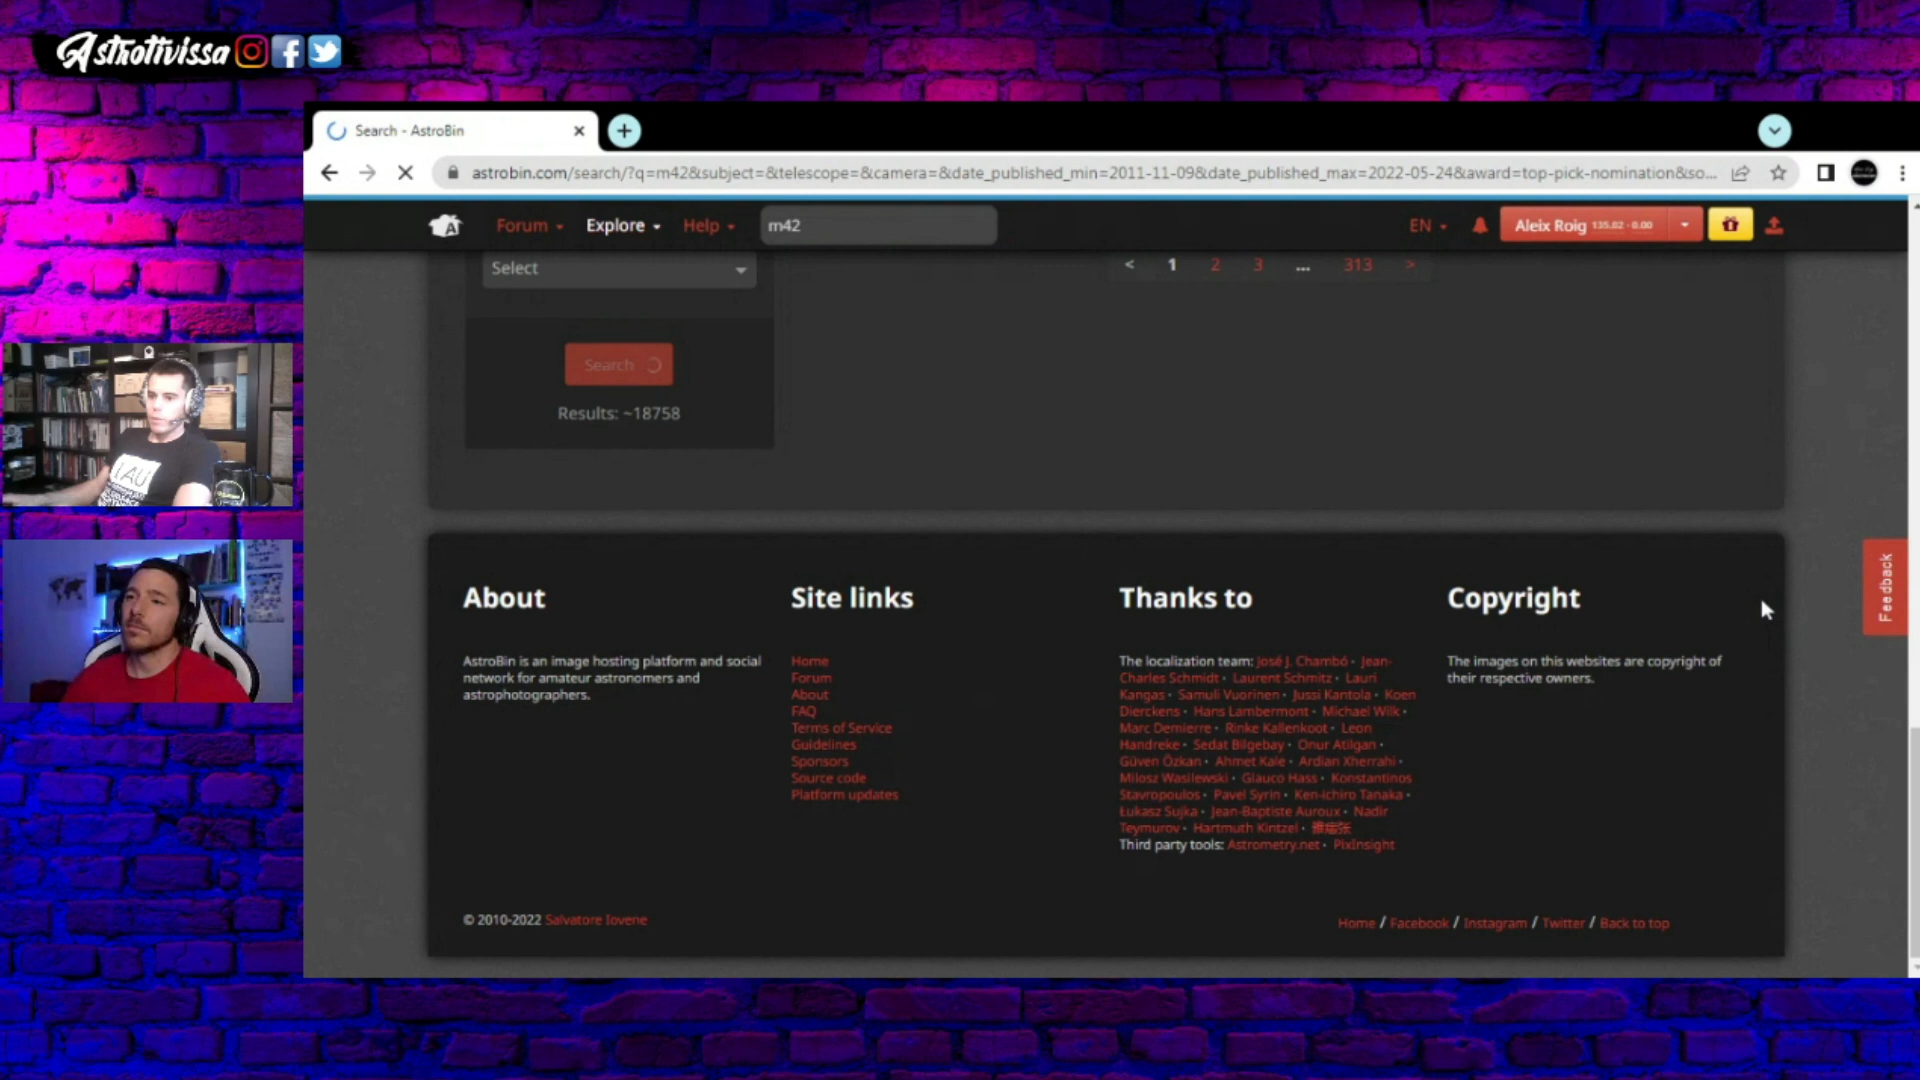 Astrotivissa
Search - AstroBin
astrobin.com/search/?q=m42&subject=&telescope=&camera=&date_published_min=2011-11-09&date_published_max=2022-05-24&award=top-pick-nomination&so...
Forum Explore Help m42 EN Aleix Roig 135.02 - 0.00
Select < 1 2 3 ... 313 >
Search
Results: ~18758
Feedback
About
AstroBin is an image hosting platform and social
network for amateur astronomers and
astrophotographers.
Site links
Home
Forum
About
FAQ
Terms of Service
Guidelines
Sponsors
Source code
Platform updates
Thanks to
The localization team: José J. Chambó · Jean-
Charles Schmidt · Laurent Schmitz · Lauri
Kangas · Samuli Vuorinen · Jussi Kantola · Koen
Dierckens · Hans Lambermont · Michael Wilk ·
Marc Demierre · Rinke Kallenkoot · Leon
Handreke · Sedat Bilgebay · Onur Atilgan ·
Güven Özkan · Ahmet Kale · Ardian Xherrahi ·
Milosz Wasilewski · Glauco Hass · Konstantinos
Stavropoulos · Pavel Syrin · Ken-ichiro Tanaka ·
Łukasz Sujka · Jean-Baptiste Auroux · Nadir
Teymurov · Hartmuth Kintzel ·
Third party tools: Astrometry.net · PixInsight
Copyright
The images on this websites are copyright of
their respective owners.
© 2010-2022 Salvatore Iovene
Home / Facebook / Instagram / Twitter / Back to top
I AU